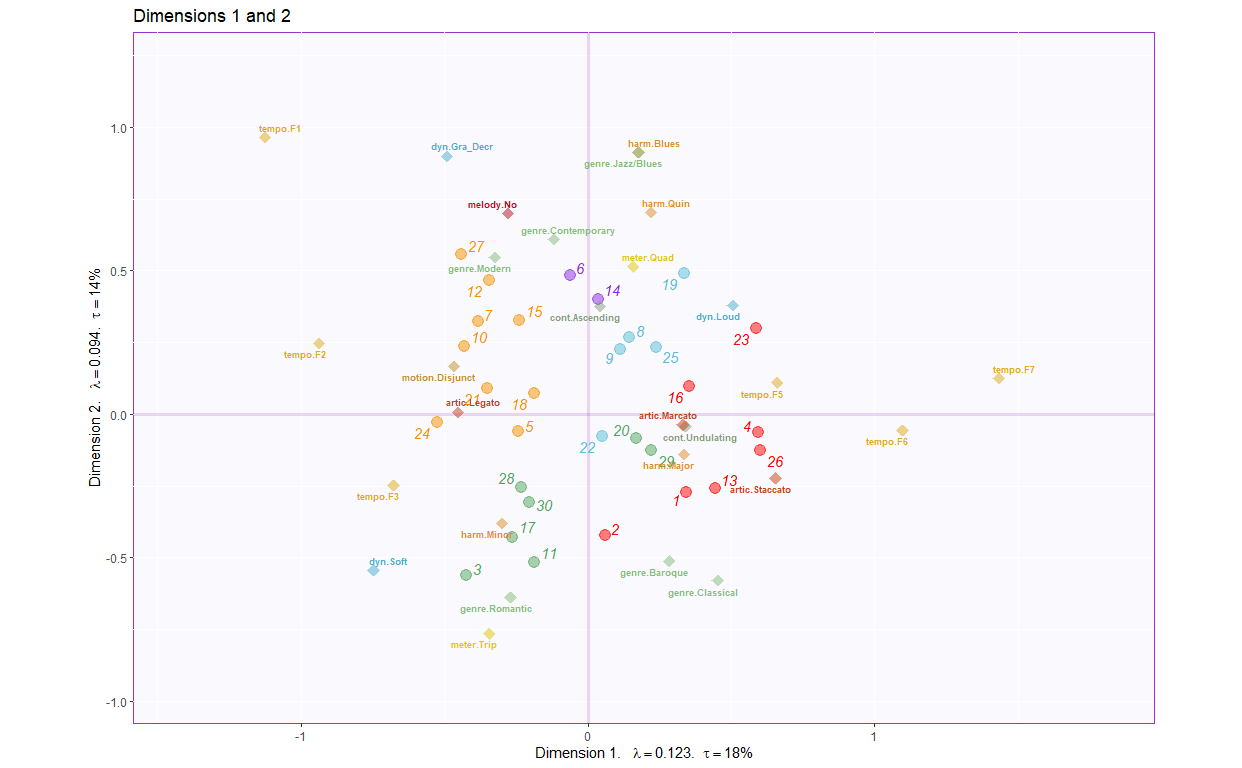 Dimensions 1 and 2
tempo.F1
dyn.Gra_Decr
harm.Blues
genre.Jazz/Blues
melody.No
harm.Quin
genre.Contemporary
27
genre.Modern
meter.Quad
6
12
19
14
cont.Ascending
dyn.Loud
7
15
10
8
9
25
23
tempo.F2
motion.Disjunct
tempo.F7
tempo.F5
21
artic.Legato
18
16
artic.Marcato
24
5
22
20
cont.Undulating
4
tempo.F6
29
harm.Major
26
28
13
artic.Staccato
tempo.F3
30
1
harm.Minor
17
2
11
dyn.Soft
3
genre.Baroque
genre.Classical
genre.Romantic
meter.Trip
1.0
0.5
0.0
-0.5
-1.0
-1
0
1
Dimension 1. λ = 0.123. τ = 18%
Dimension 2. λ = 0.094. τ = 14%